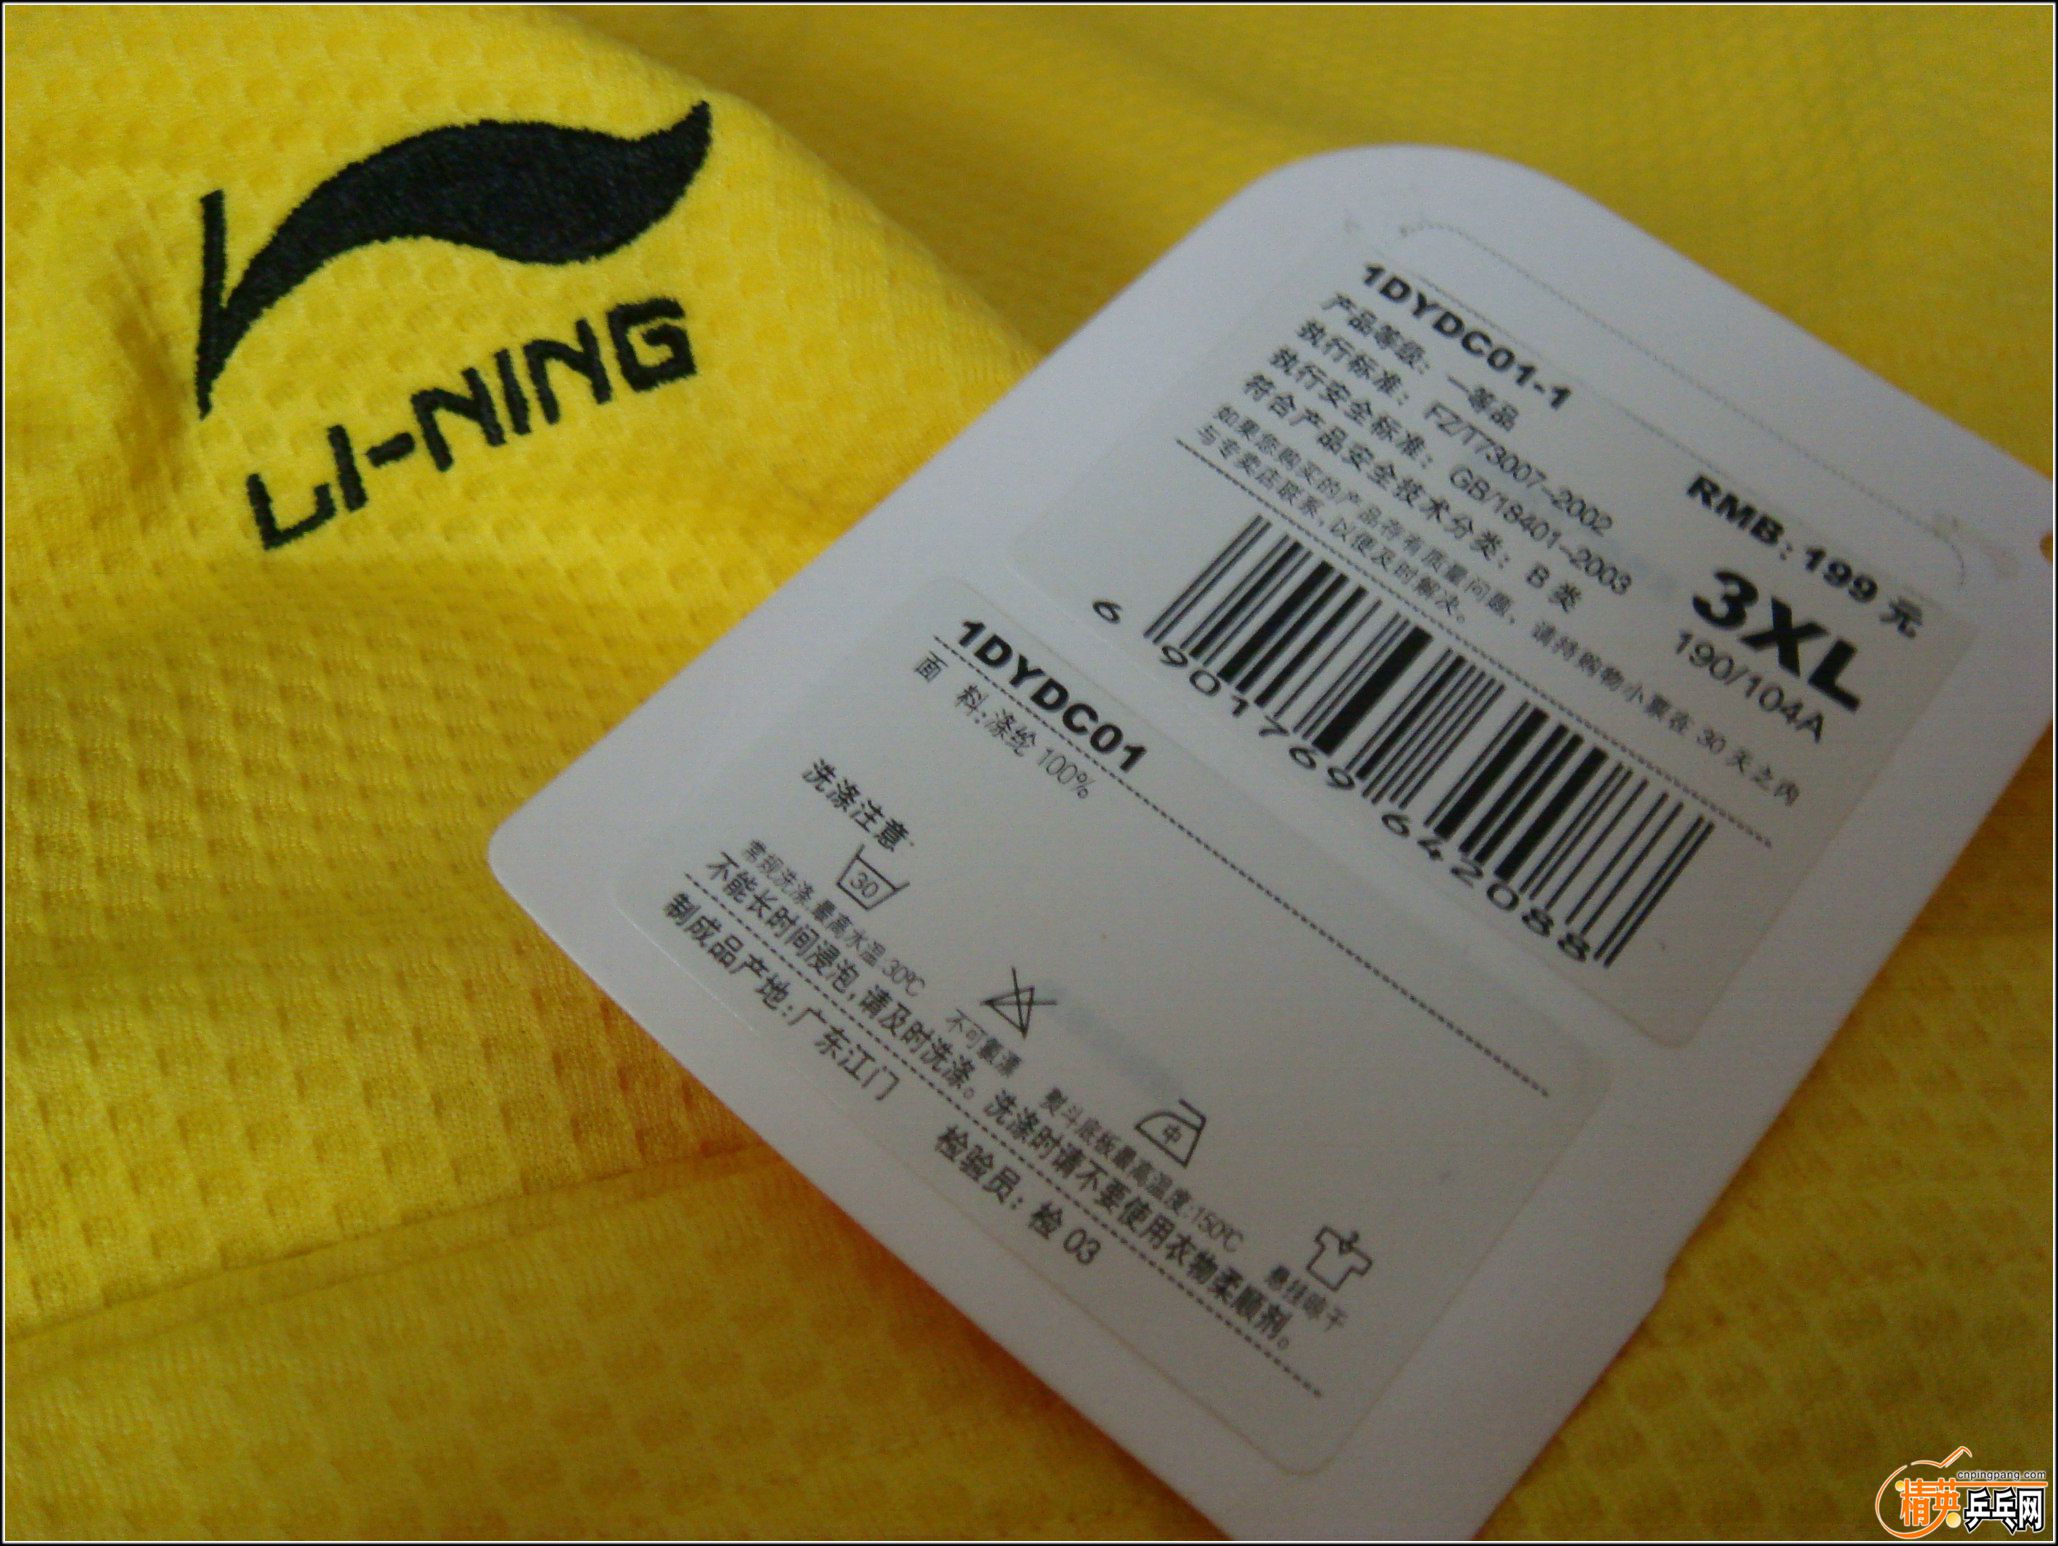 LI-NING
1DYDC01-1
产品等级：一等品
执行标准：FZ/T73007-2002
执行安全标准：GB/18401-2003
符合产品安全技术分类：B 类
如果您购买的产品存有质量问题，请持购物小票在 30 天之内
与专卖店联系，以便及时解决。
RMB：199 元
3XL
190/104A
6 901769 642088
1DYDC01
面 料：涤纶 100%
洗涤注意
30
常规洗涤最高水温 30℃
不可氯漂
中
熨斗底板最高温度：150℃
悬挂晾干
不能长时间浸泡，请及时洗涤。洗涤时请不要使用衣物柔顺剂。
制成品产地：广东江门
检验员：检 03
cnpingpang.com
精英乒乓网